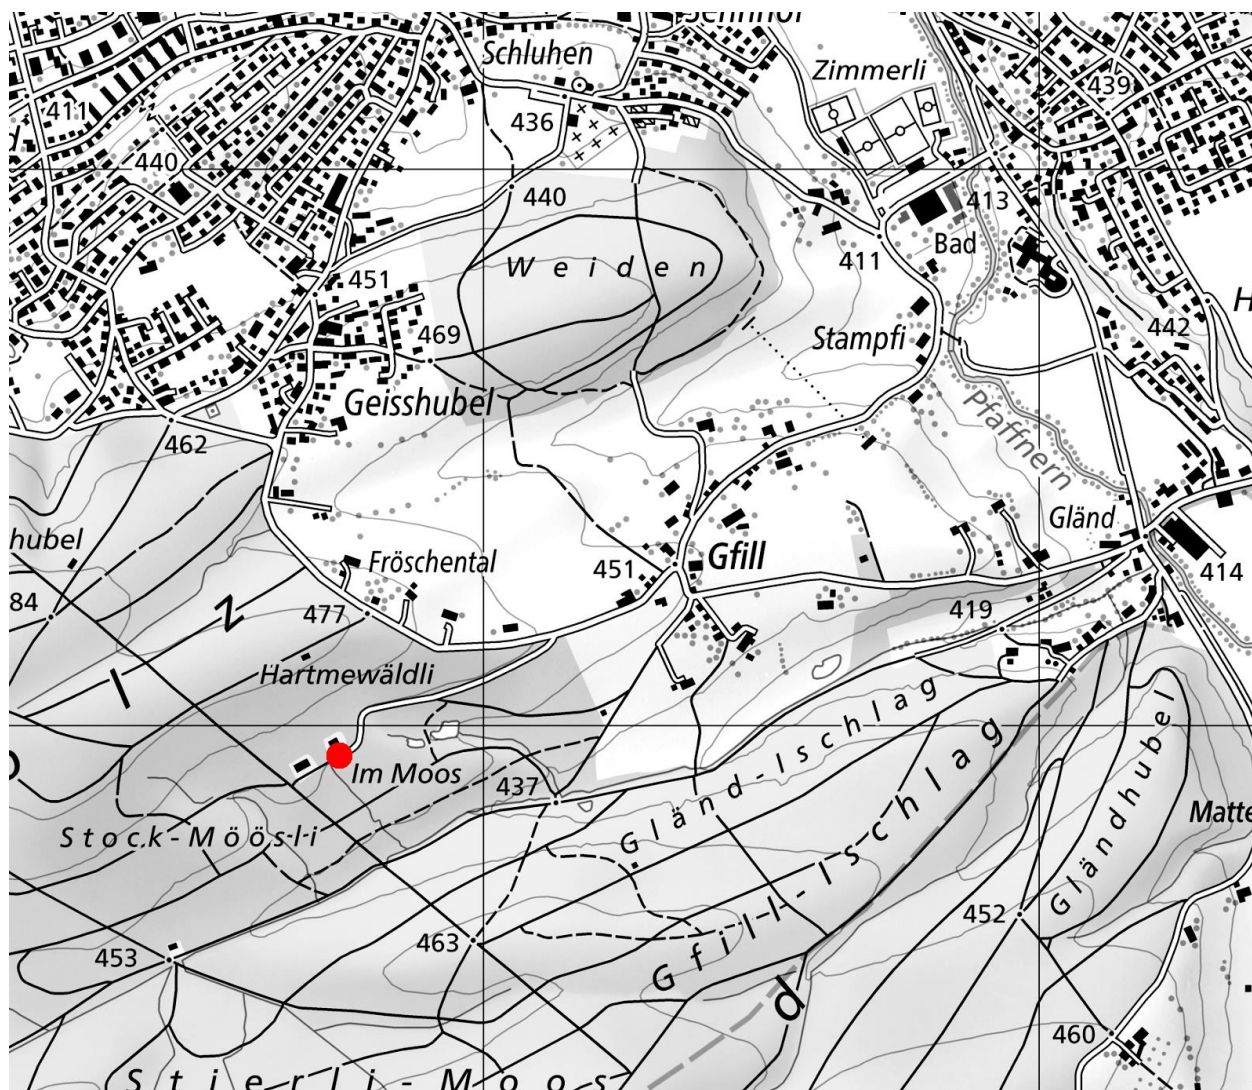 Schluhen
Zimmerli
411
436
439
440
440
413
Bad
411
Weiden
451
469
442
Stampfi
Geisshubel
Pfaffnern
462
Gländ
hubel
Fröschental
451
Gfill
414
84
477
419
Hartmewäldli
Im Moos
437
Gländ-Ischlag
Gländhubel
Matte
Stock-Möösli
Gfill-Ischlag
452
463
453
d
460
Stierli-Moos